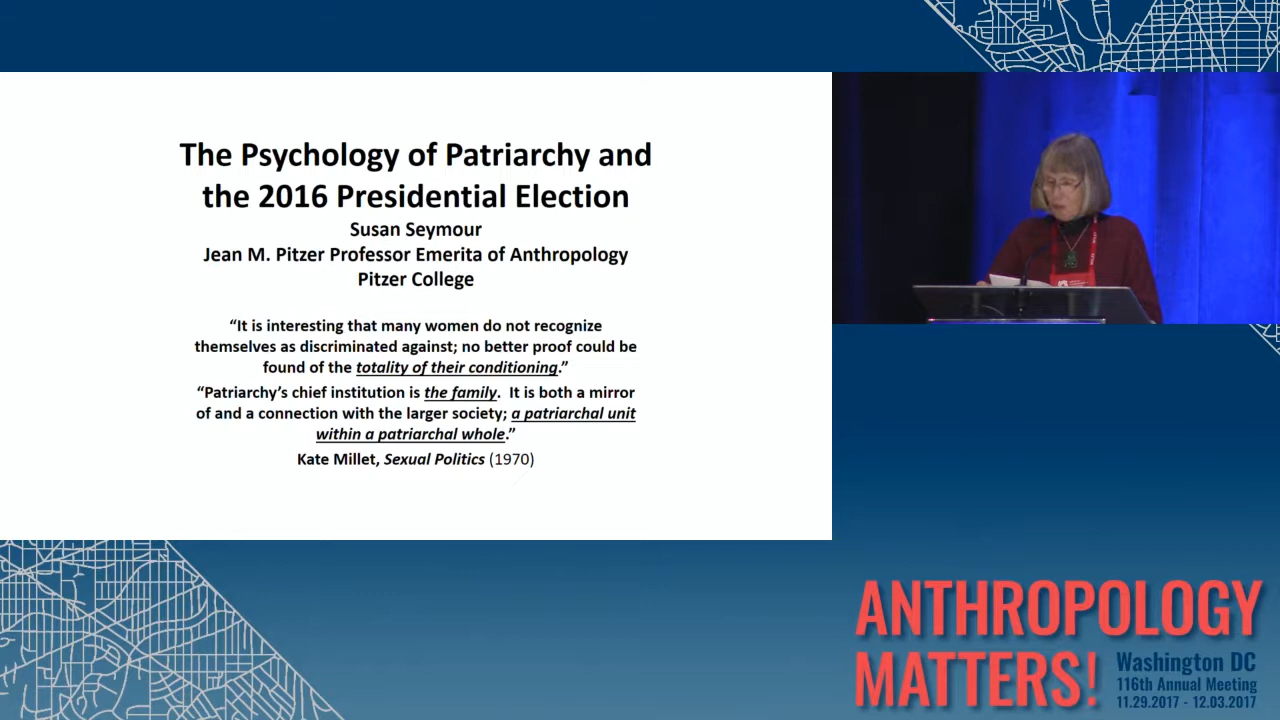 The Psychology of Patriarchy and
the 2016 Presidential Election
Susan Seymour
Jean M. Pitzer Professor Emerita of Anthropology
Pitzer College
“It is interesting that many women do not recognize
themselves as discriminated against; no better proof could be
found of the totality of their conditioning.”
“Patriarchy’s chief institution is the family. It is both a mirror
of and a connection with the larger society; a patriarchal unit
within a patriarchal whole.”
Kate Millet, Sexual Politics (1970)
ANTHROPOLOGY
MATTERS!
Washington DC
116th Annual Meeting
11.29.2017 - 12.03.2017